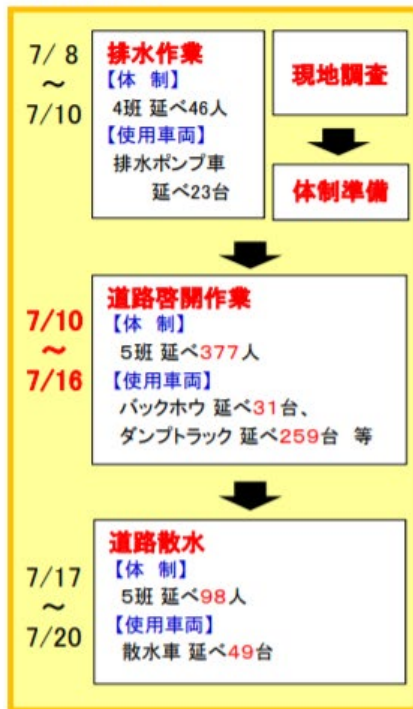 7/ 8
～
7/10
排水作業
【体　制】
4班 延べ46人
【使用車両】
排水ポンプ車
延べ23台
現地調査
体制準備
7/10
～
7/16
道路啓開作業
【体　制】
5班 延べ377人
【使用車両】
バックホウ 延べ31台、
ダンプトラック 延べ259台　等
7/17
～
7/20
道路散水
【体　制】
5班 延べ98人
【使用車両】
散水車 延べ49台